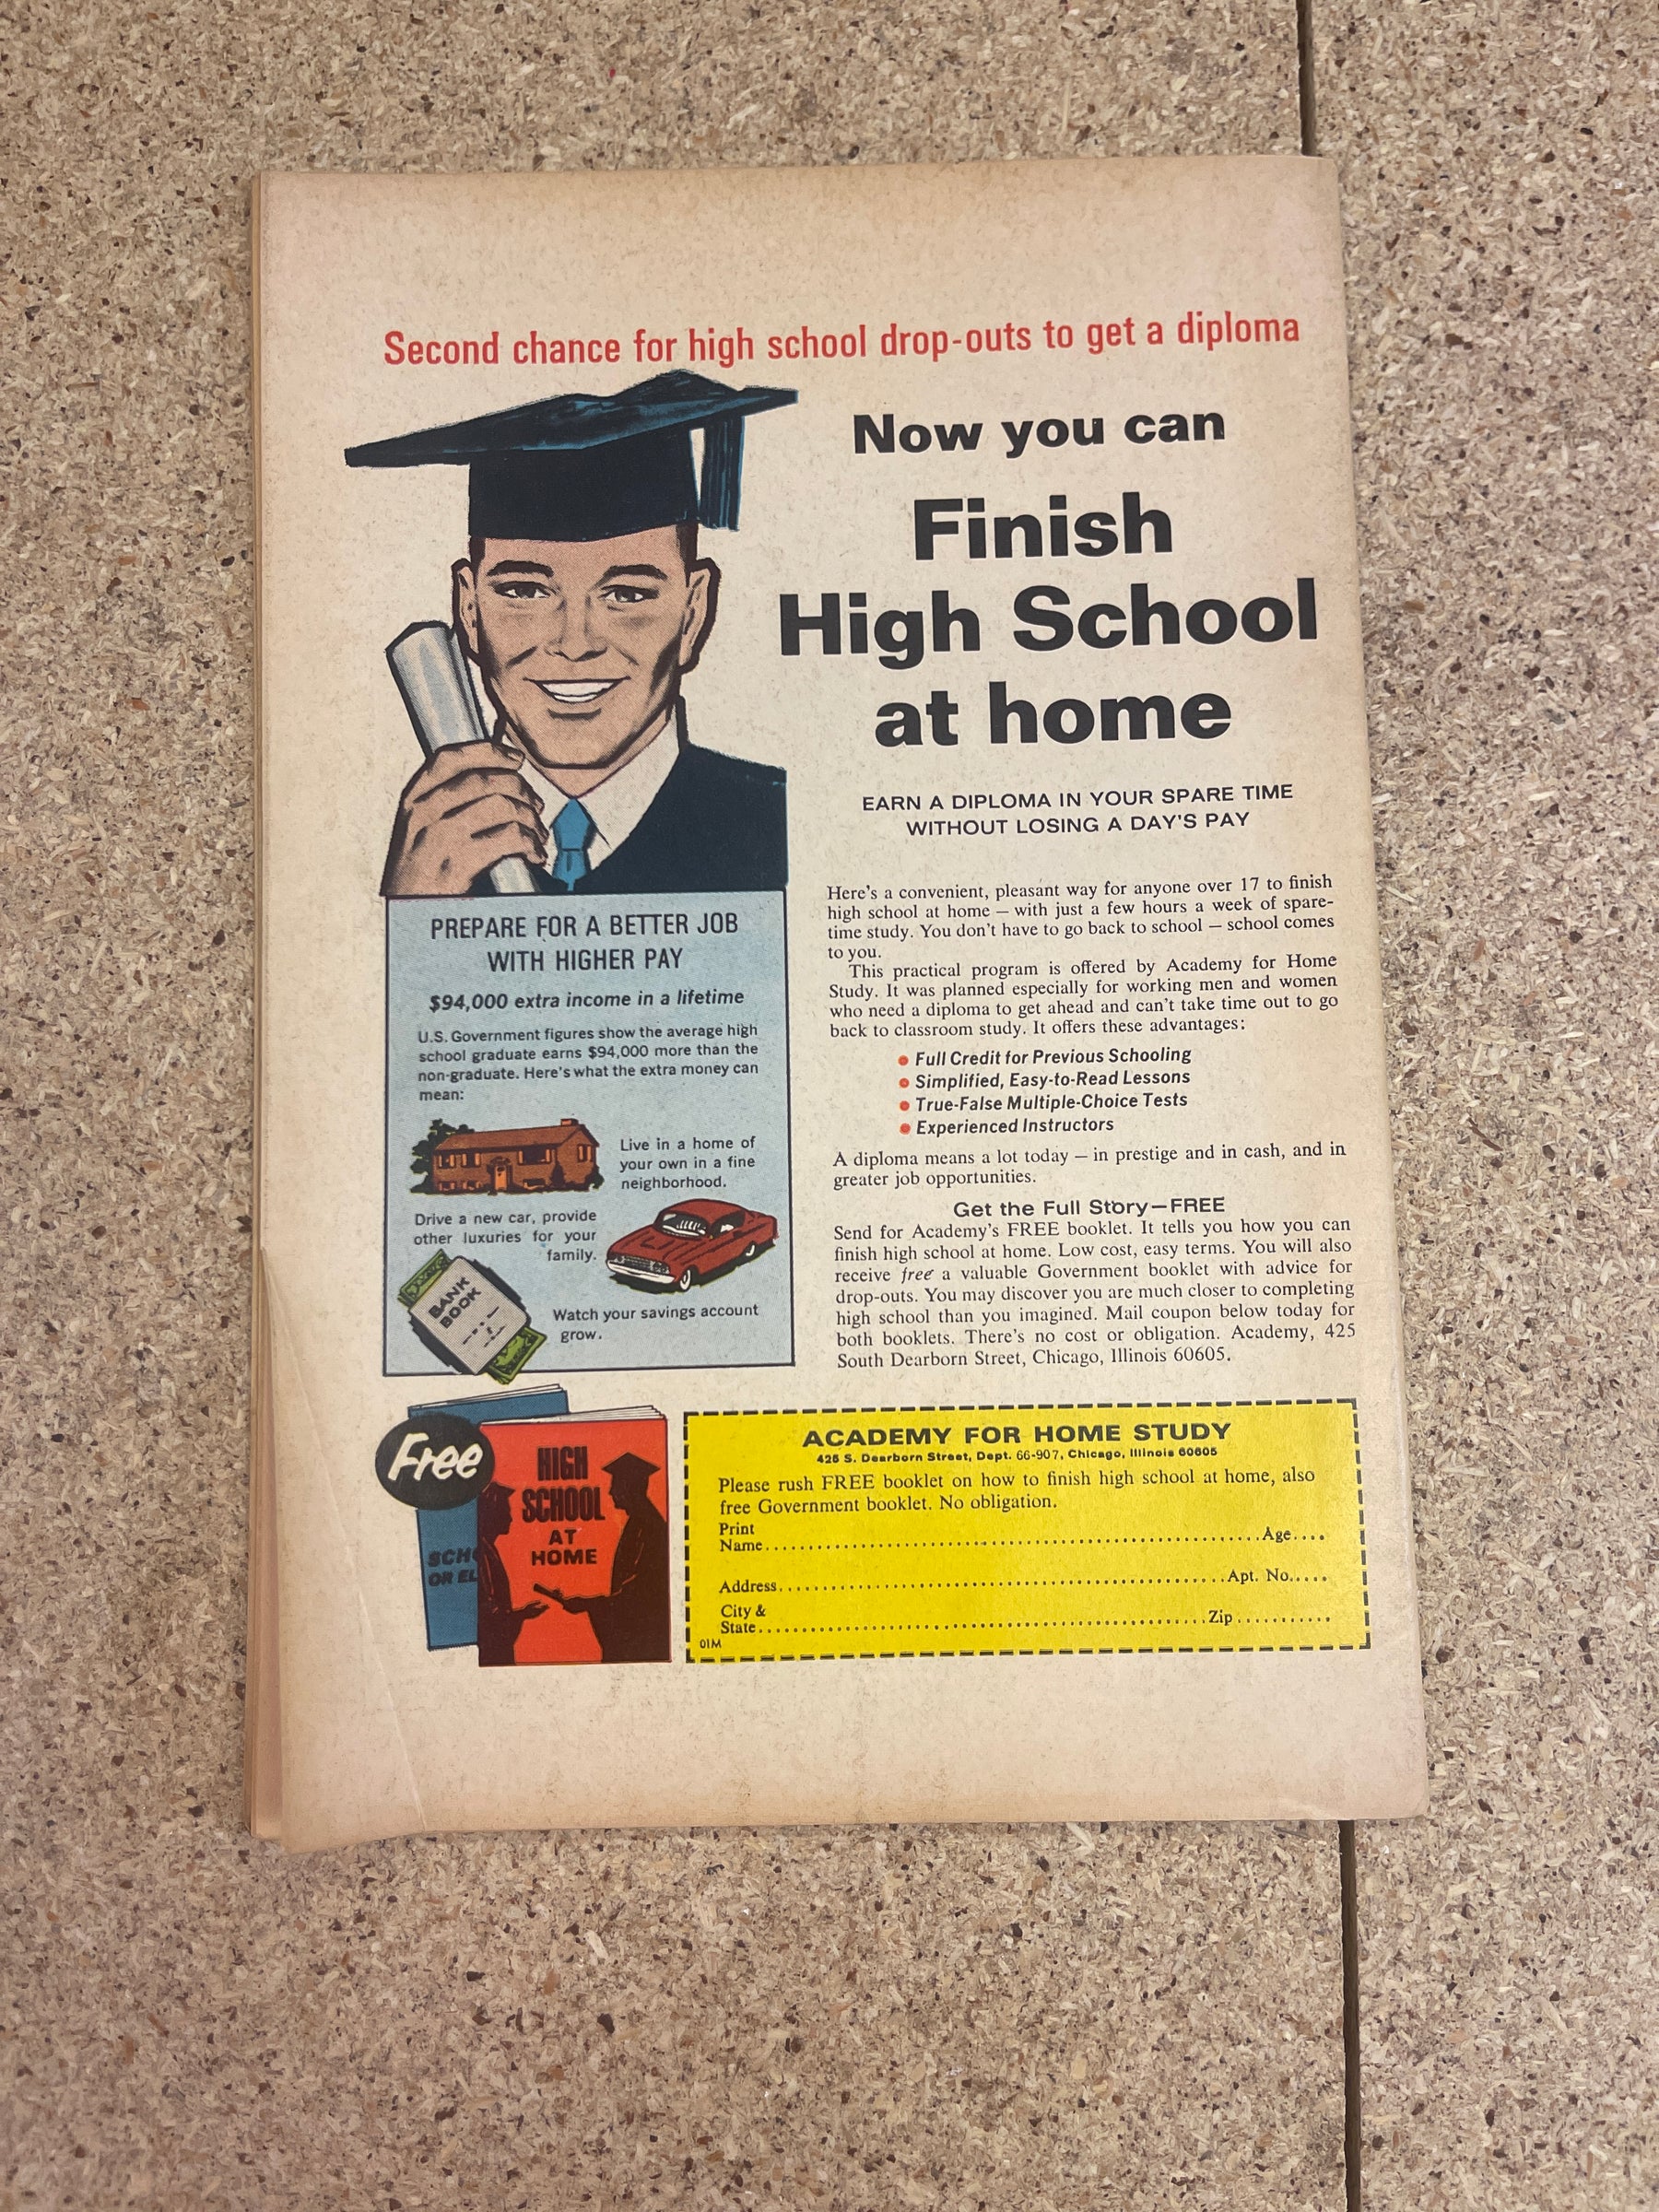 Second chance for high school drop-outs to get a diploma
Now you can
Finish
High School
at home
EARN A DIPLOMA IN YOUR SPARE TIME
WITHOUT LOSING A DAY'S PAY
PREPARE FOR A BETTER JOB
WITH HIGHER PAY
$94,000 extra income in a lifetime
U.S. Government figures show the average high
school graduate earns $94,000 more than the
non-graduate. Here's what the extra money can
mean:
Live in a home of
your own in a fine
neighborhood.
Drive a new car, provide
other luxuries for your
family.
BANK
BOOK
Watch your savings account
grow.
Here's a convenient, pleasant way for anyone over 17 to finish
high school at home — with just a few hours a week of spare-
time study. You don't have to go back to school — school comes
to you.
This practical program is offered by Academy for Home
Study. It was planned especially for working men and women
who need a diploma to get ahead and can't take time out to go
back to classroom study. It offers these advantages:
● Full Credit for Previous Schooling
● Simplified, Easy-to-Read Lessons
● True-False Multiple-Choice Tests
● Experienced Instructors
A diploma means a lot today — in prestige and in cash, and in
greater job opportunities.
Get the Full Story—FREE
Send for Academy's FREE booklet. It tells you how you can
finish high school at home. Low cost, easy terms. You will also
receive free a valuable Government booklet with advice for
drop-outs. You may discover you are much closer to completing
high school than you imagined. Mail coupon below today for
both booklets. There's no cost or obligation. Academy, 425
South Dearborn Street, Chicago, Illinois 60605.
Free
SCHO
OR EL
HIGH
SCHOOL
AT
HOME
ACADEMY FOR HOME STUDY
425 S. Dearborn Street, Dept. 66-907, Chicago, Illinois 60605
Please rush FREE booklet on how to finish high school at home, also
free Government booklet. No obligation.
Print
Name Age
Address Apt. No.
City &
State Zip
01M